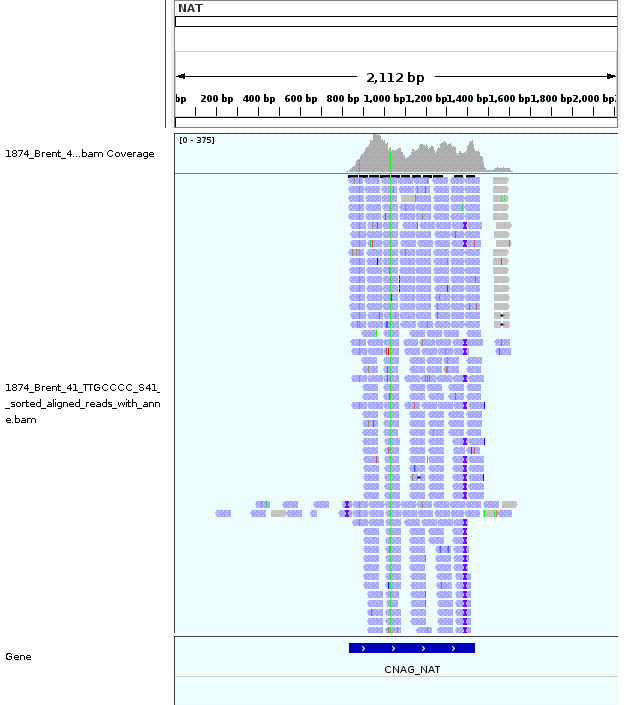 NAT
2,112 bp
bp 200 bp 400 bp 600 bp 800 bp 1,000 bp 1,200 bp 1,400 bp 1,600 bp 1,800 bp 2,000 bp
[0 - 375]
1874_Brent_4...bam Coverage
1874_Brent_41_TTGCCCC_S41_
_sorted_aligned_reads_with_ann
e.bam
Gene
CNAG_NAT